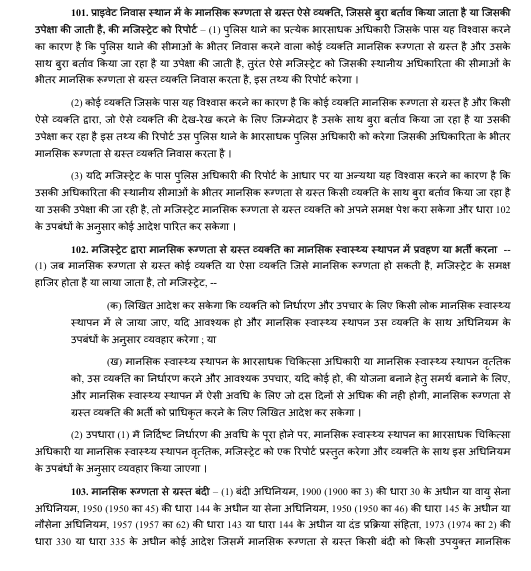 101. प्राइवेट निवास स्थान में के मानसिक रूग्णता से ग्रस्त ऐसे व्यक्ति, जिससे बुरा बर्ताव किया जाता है या जिसकी
उपेक्षा की जाती है, की मजिस्ट्रेट को रिपोर्ट – (1) पुलिस थाने का प्रत्येक भारसाधक अधिकारी जिसके पास यह विश्वास करने
का कारण है कि पुलिस थाने की सीमाओं के भीतर निवास करने वाला कोई व्यक्ति मानसिक रूग्णता से ग्रस्त है और उसके
साथ बुरा बर्ताव किया जा रहा है या उपेक्षा की जाती है, तुरंत ऐसे मजिस्ट्रेट को जिसकी स्थानीय अधिकारिता की सीमाओं के
भीतर मानसिक रूग्णता से ग्रस्त व्यक्ति निवास करता है, इस तथ्य की रिपोर्ट करेगा ।
(2) कोई व्यक्ति जिसके पास यह विश्वास करने का कारण है कि कोई व्यक्ति मानसिक रूग्णता से ग्रस्त है और किसी
ऐसे व्यक्ति द्वारा, जो ऐसे व्यक्ति की देख-रेख करने के लिए जिम्मेदार है उसके साथ बुरा बर्ताव किया जा रहा है या उसकी
उपेक्षा कर रहा है इस तथ्य की रिपोर्ट उस पुलिस थाने के भारसाधक पुलिस अधिकारी को करेगा जिसकी अधिकारिता के भीतर
मानसिक रूग्णता से ग्रस्त व्यक्ति निवास करता है ।
(3) यदि मजिस्ट्रेट के पास पुलिस अधिकारी की रिपोर्ट के आधार पर या अन्यथा यह विश्वास करने का कारण है कि
उसकी अधिकारिता की स्थानीय सीमाओं के भीतर मानसिक रूग्णता से ग्रस्त किसी व्यक्ति के साथ बुरा बर्ताव किया जा रहा है
या उसकी उपेक्षा की जा रही है, तो मजिस्ट्रेट मानसिक रूग्णता से ग्रस्त व्यक्ति को अपने समक्ष पेश करा सकेगा और धारा 102
के उपबंधों के अनुसार कोई आदेश पारित कर सकेगा ।
102. मजिस्ट्रेट द्वारा मानसिक रूग्णता से ग्रस्त व्यक्ति का मानसिक स्वास्थ्य स्थापन में प्रवहण या भर्ती करना --
(1) जब मानसिक रूग्णता से ग्रस्त कोई व्यक्ति या ऐसा व्यक्ति जिसे मानसिक रूग्णता हो सकती है, मजिस्ट्रेट के समक्ष
हाजिर होता है या लाया जाता है, तो मजिस्ट्रेट, --
(क) लिखित आदेश कर सकेगा कि व्यक्ति को निर्धारण और उपचार के लिए किसी लोक मानसिक स्वास्थ्य
स्थापन में ले जाया जाए, यदि आवश्यक हो और मानसिक स्वास्थ्य स्थापन उस व्यक्ति के साथ अधिनियम के
उपबंधों के अनुसार व्यवहार करेगा ; या
(ख) मानसिक स्वास्थ्य स्थापन के भारसाधक चिकित्सा अधिकारी या मानसिक स्वास्थ्य स्थापन वृत्तिक
को, उस व्यक्ति का निर्धारण करने और आवश्यक उपचार, यदि कोई हो, की योजना बनाने हेतु समर्थ बनाने के लिए,
और मानसिक स्वास्थ्य स्थापन में ऐसी अवधि के लिए जो दस दिनों से अधिक की नही होगी, मानसिक रूग्णता से
ग्रस्त व्यक्ति की भर्ती को प्राधिकृत करने के लिए लिखित आदेश कर सकेगा ।
(2) उपधारा (1) में निर्दिष्ट निर्धारण की अवधि के पूरा होने पर, मानसिक स्वास्थ्य स्थापन का भारसाधक चिकित्सा
अधिकारी या मानसिक स्वास्थ्य स्थापन वृत्तिक, मजिस्ट्रेट को एक रिपोर्ट प्रस्तुत करेगा और व्यक्ति के साथ इस अधिनियम
के उपबंधों के अनुसार व्यवहार किया जाएगा ।
103. मानसिक रूग्णता से ग्रस्त बंदी – (1) बंदी अधिनियम, 1900 (1900 का 3) की धारा 30 के अधीन या वायु सेना
अधिनियम, 1950 (1950 का 45) की धारा 144 के अधीन या सेना अधिनियम, 1950 (1950 का 46) की धारा 145 के अधीन या
नौसेना अधिनियम, 1957 (1957 का 62) की धारा 143 या धारा 144 के अधीन या दंड प्रक्रिया संहिता, 1973 (1974 का 2) की
धारा 330 या धारा 335 के अधीन कोई आदेश जिसमें मानसिक रूग्णता से ग्रस्त किसी बंदी को किसी उपयुक्त मानसिक